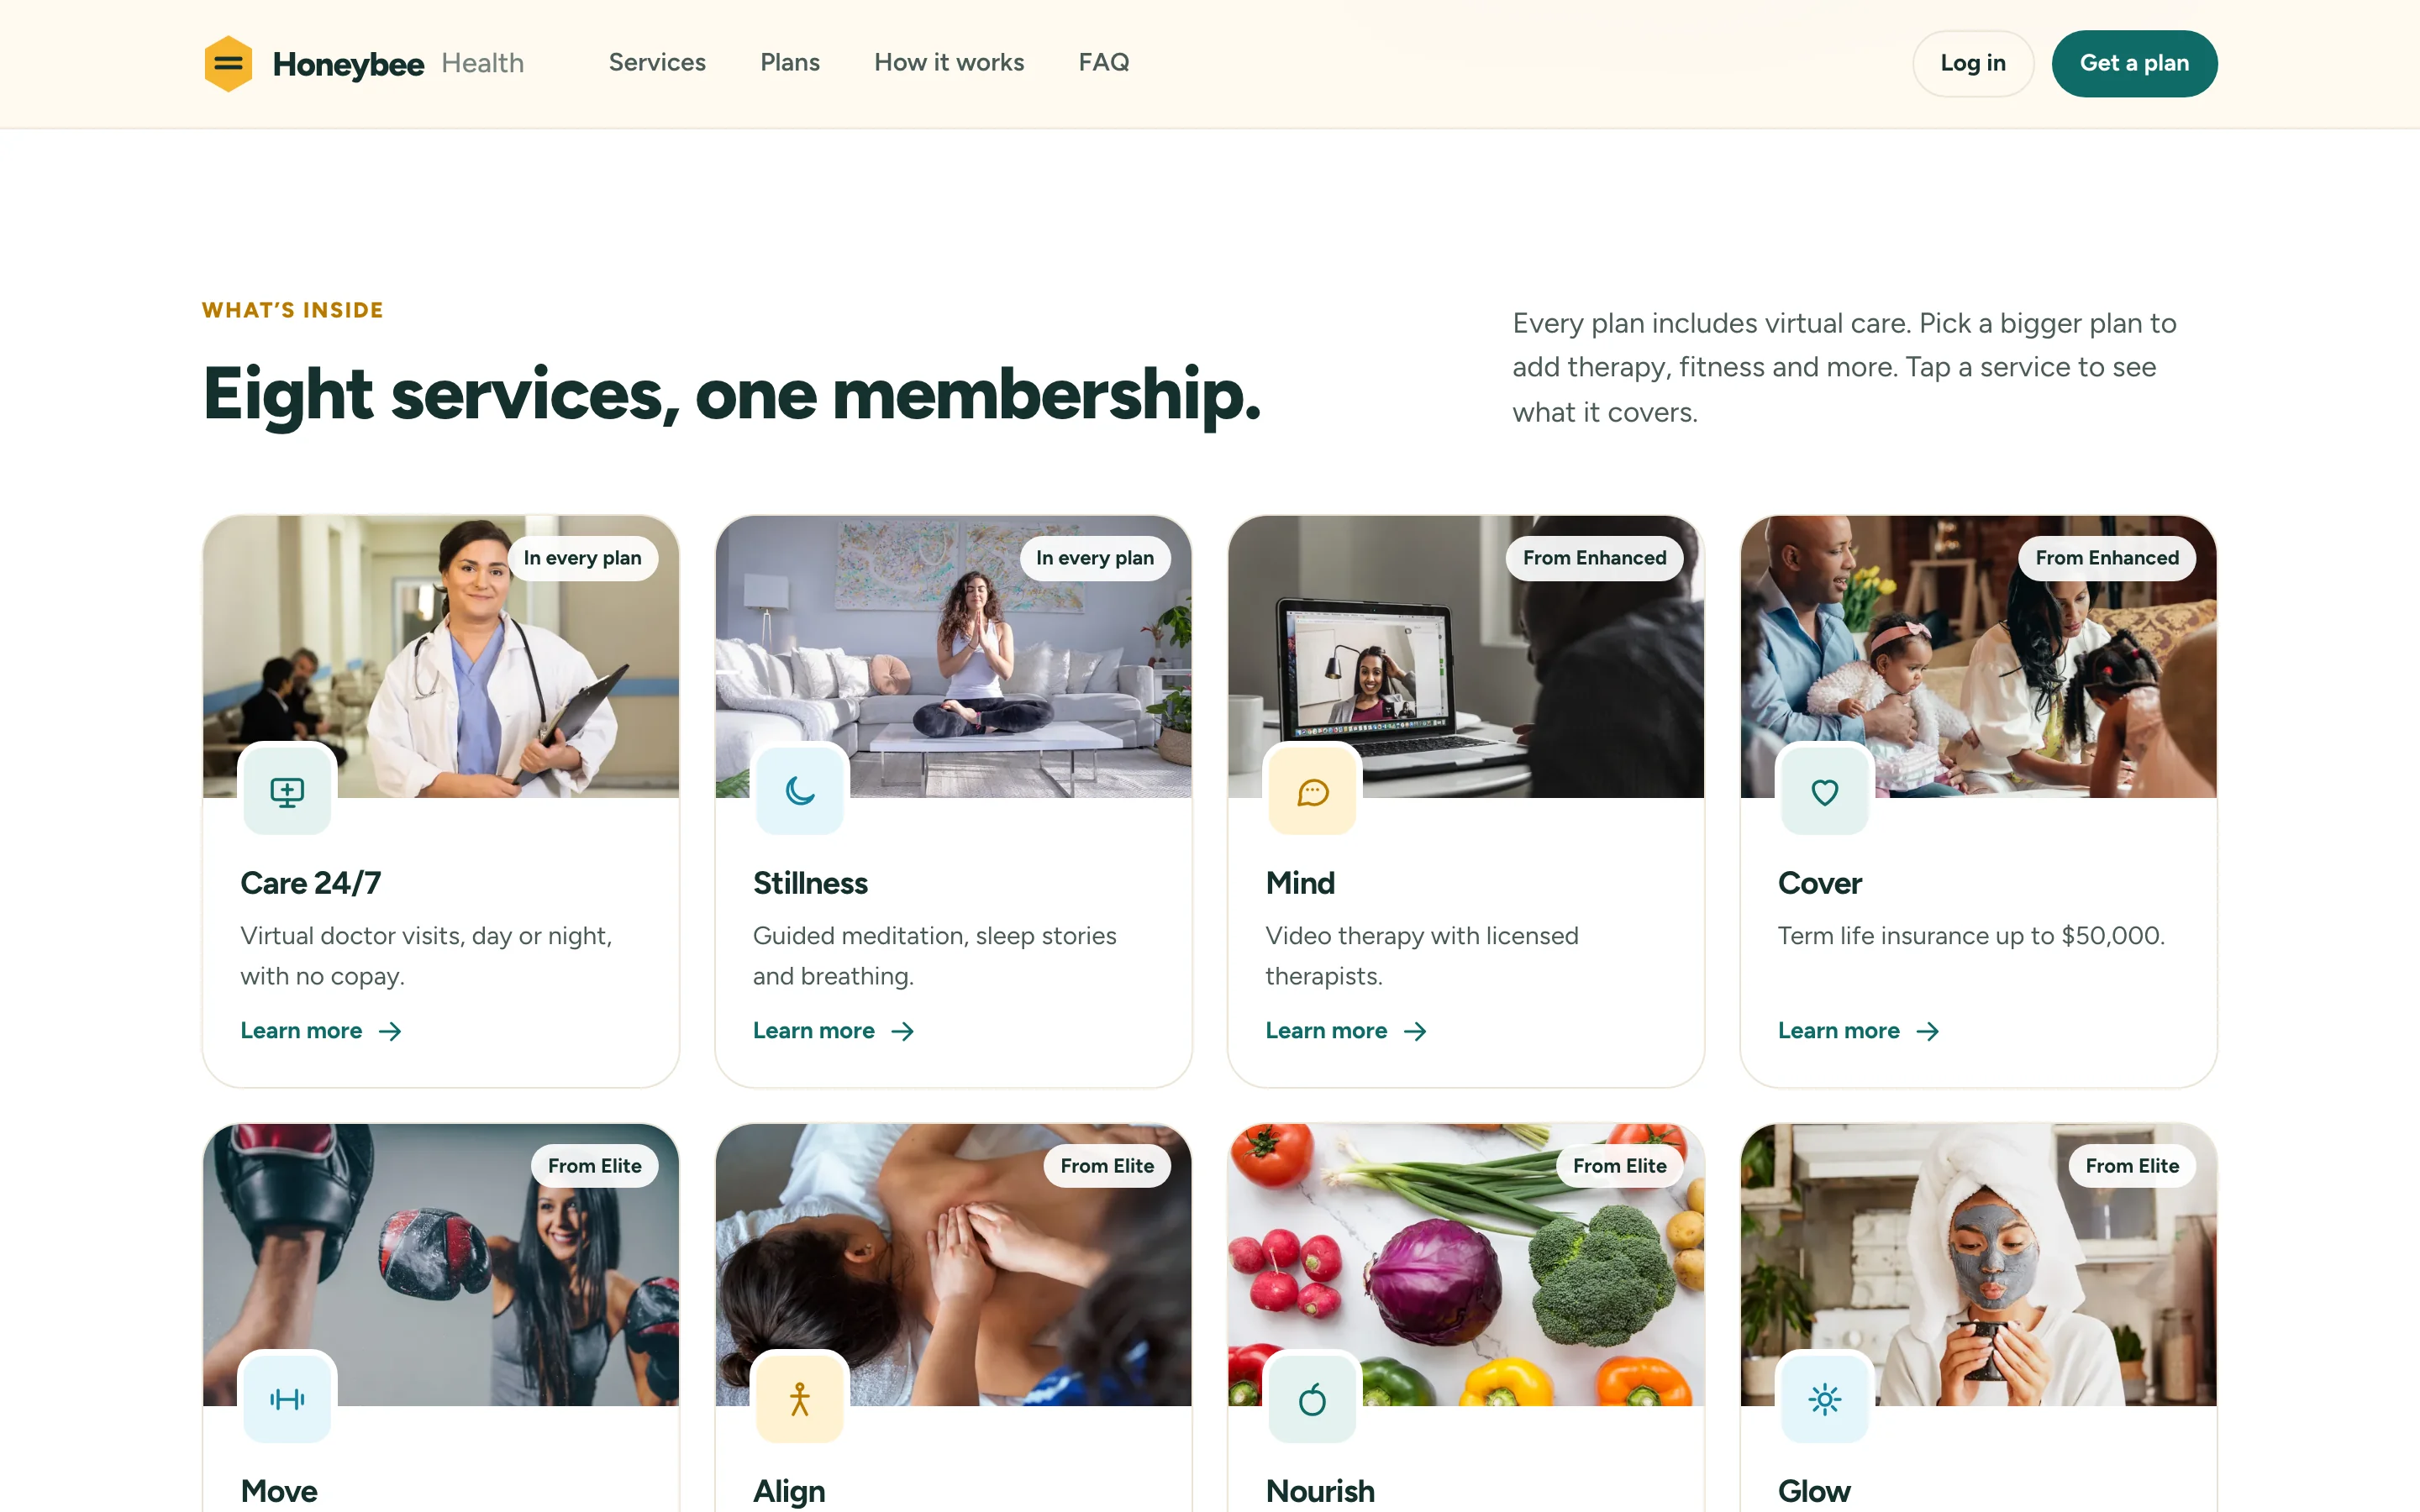 Honeybee Health
Services
Plans
How it works
FAQ
Log in
Get a plan
WHAT’S INSIDE
Eight services, one membership.
Every plan includes virtual care. Pick a bigger plan to
add therapy, fitness and more. Tap a service to see
what it covers.
In every plan
Care 24/7
Virtual doctor visits, day or night,
with no copay.
Learn more
In every plan
Stillness
Guided meditation, sleep stories
and breathing.
Learn more
From Enhanced
Mind
Video therapy with licensed
therapists.
Learn more
From Enhanced
Cover
Term life insurance up to $50,000.
Learn more
From Elite
Move
From Elite
Align
From Elite
Nourish
From Elite
Glow